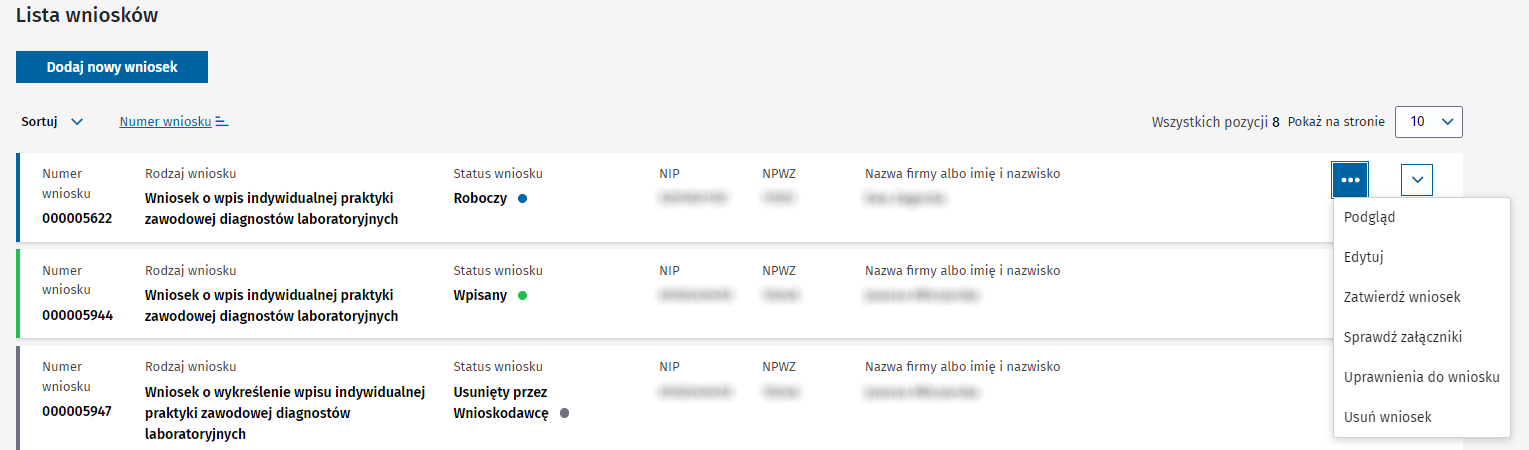 Lista wniosków
Dodaj nowy wniosek
Sortuj Numer wniosku Wszystkich pozycji 8 Pokaż na stronie 10
Numer wniosku
000005622
Rodzaj wniosku
Wniosek o wpis indywidualnej praktyki
zawodowej diagnostów laboratoryjnych
Status wniosku
Roboczy
NIP
NPWZ
Nazwa firmy albo imię i nazwisko
Podgląd
Edytuj
Zatwierdź wniosek
Sprawdź załączniki
Uprawnienia do wniosku
Usuń wniosek
Numer
wniosku
000005944
Rodzaj wniosku
Wniosek o wpis indywidualnej praktyki
zawodowej diagnostów laboratoryjnych
Status wniosku
Wpisany
NIP
NPWZ
Nazwa firmy albo imię i nazwisko
Numer
wniosku
000005947
Rodzaj wniosku
Wniosek o wykreślenie wpisu indywidualnej
praktyki zawodowej diagnostów
laboratoryjnych
Status wniosku
Usunięty przez
Wnioskodawcę
NIP
NPWZ
Nazwa firmy albo imię i nazwisko